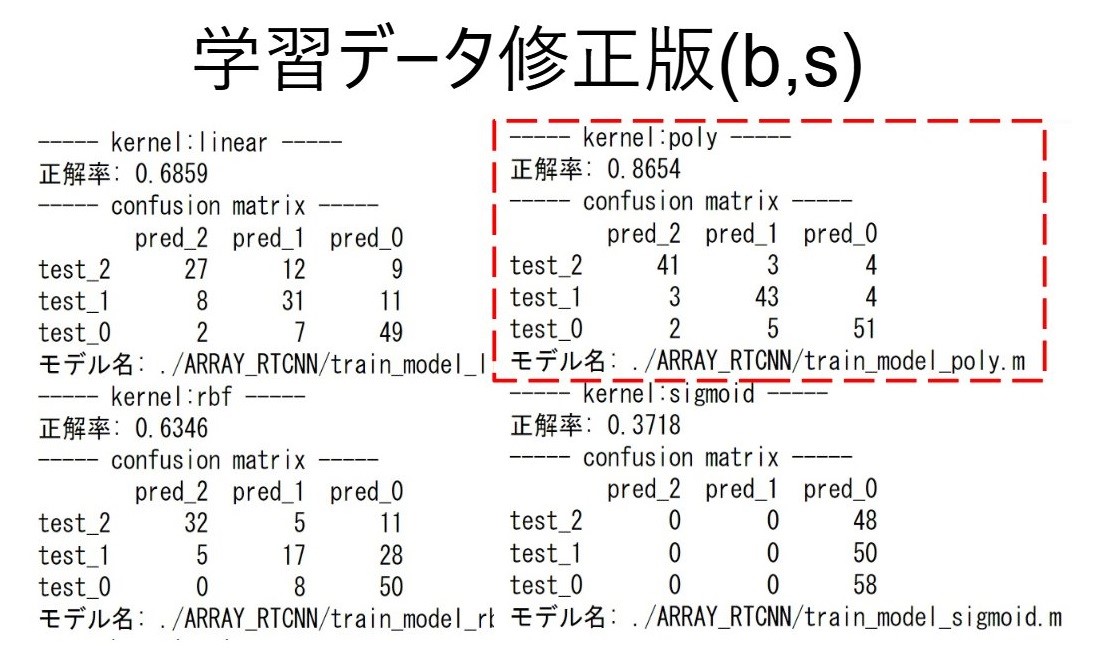 学習データ修正版(b,s)
----- kernel:linear -----
正解率: 0.6859
----- confusion matrix -----
pred_2 pred_1 pred_0
test_2 27 12 9
test_1 8 31 11
test_0 2 7 49
モデル名: ./ARRAY_RTCNN/train_model_l
----- kernel:rbf -----
正解率: 0.6346
----- confusion matrix -----
pred_2 pred_1 pred_0
test_2 32 5 11
test_1 5 17 28
test_0 0 8 50
モデル名: ./ARRAY_RTCNN/train_model_rb
----- kernel:poly -----
正解率: 0.8654
----- confusion matrix -----
pred_2 pred_1 pred_0
test_2 41 3 4
test_1 3 43 4
test_0 2 5 51
モデル名: ./ARRAY_RTCNN/train_model_poly.m
----- kernel:sigmoid -----
正解率: 0.3718
----- confusion matrix -----
pred_2 pred_1 pred_0
test_2 0 0 48
test_1 0 0 50
test_0 0 0 58
モデル名: ./ARRAY_RTCNN/train_model_sigmoid.m